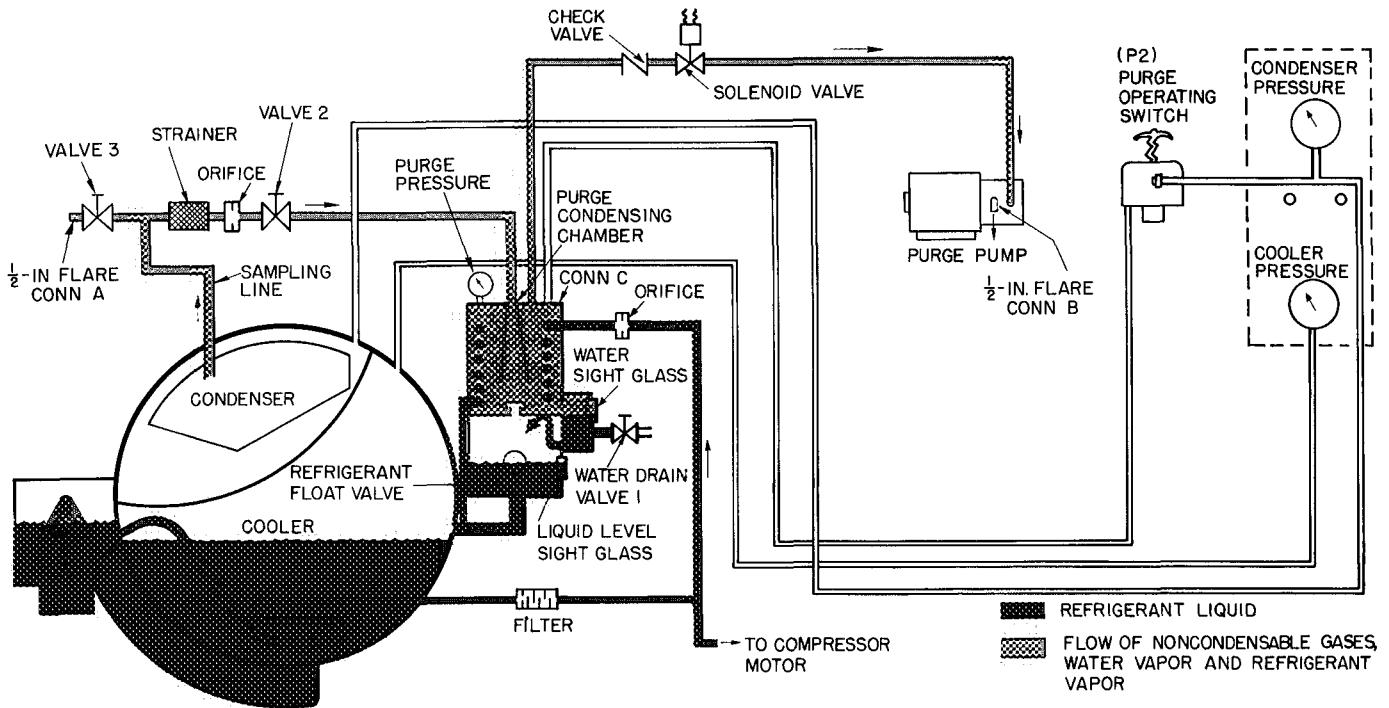 CHECK
VALVE
SOLENOID VALVE
(P2)
PURGE
OPERATING
SWITCH
CONDENSER
PRESSURE
VALVE 2
STRAINER
VALVE 3
ORIFICE
PURGE
PRESSURE
PURGE
CONDENSING
CHAMBER
PURGE PUMP
½-IN FLARE
CONN A
SAMPLING
LINE
CONN C
ORIFICE
½-IN. FLARE
CONN B
COOLER
PRESSURE
WATER
SIGHT GLASS
CONDENSER
REFRIGERANT
FLOAT VALVE
WATER DRAIN
VALVE 1
COOLER
LIQUID LEVEL
SIGHT GLASS
FILTER
TO COMPRESSOR
MOTOR
REFRIGERANT LIQUID
FLOW OF NONCONDENSABLE GASES,
WATER VAPOR AND REFRIGERANT
VAPOR